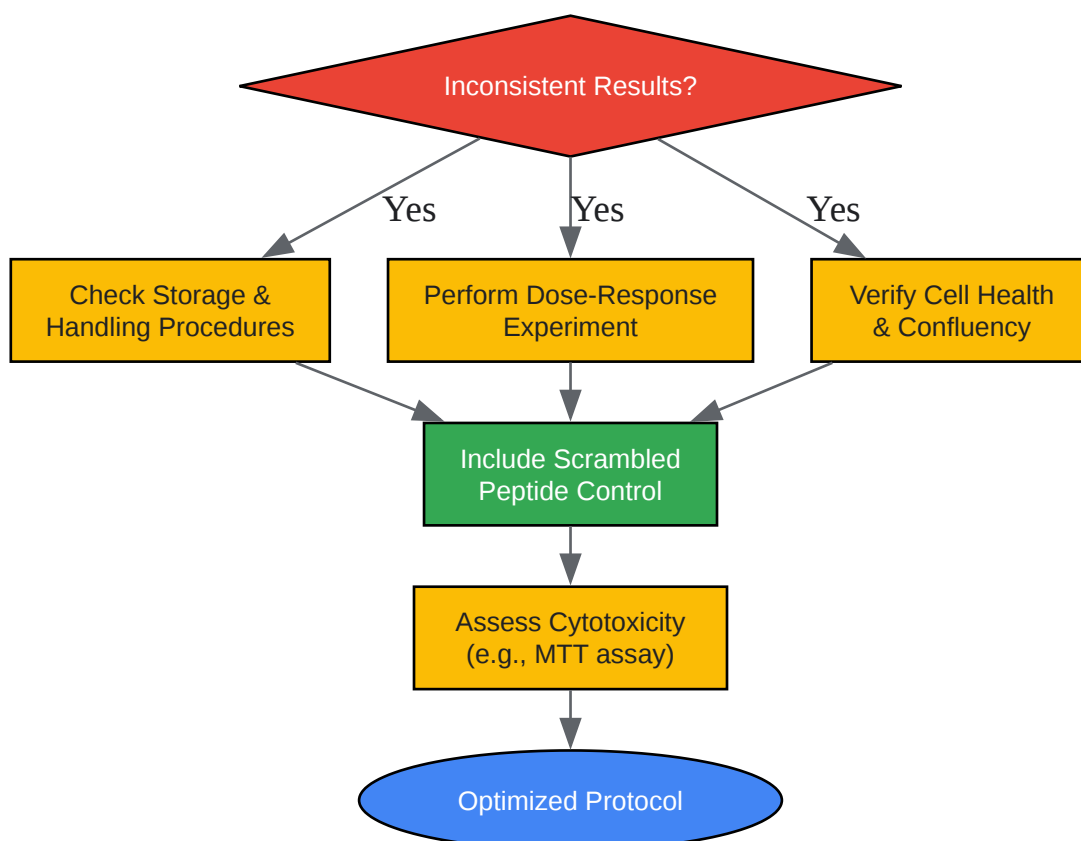 Inconsistent Results?
Yes
Yes
Yes
Check Storage &
Handling Procedures
Perform Dose-Response
Experiment
Verify Cell Health
& Confluency
Include Scrambled
Peptide Control
Assess Cytotoxicity
(e.g., MTT assay)
Optimized Protocol